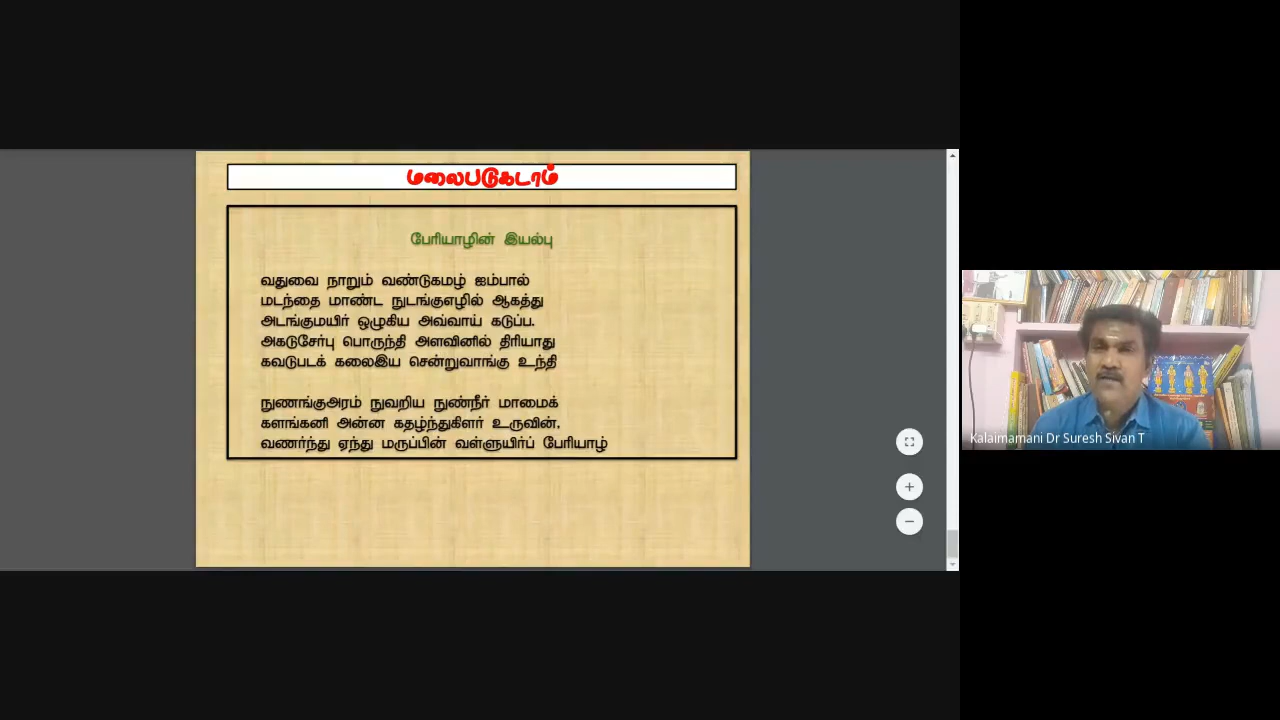 மலைபடுகடாம்
பேரியாழின் இயல்பு
வதுவை நாறும் வண்டுகமழ் ஐம்பால்
மடந்தை மாண்ட நுடங்குஎழில் ஆகத்து
அடங்குமயிர் ஒழுகிய அவ்வாய் கடுப்ப.
அகடுசேர்பு பொருந்தி அளவினில் திரியாது
கவடுபடக் கலைஇய சென்றுவாங்கு உந்தி
நுணங்குஅரம் நுவறிய நுண்நீர் மாமைக்
களங்கனி அன்ன கதழ்ந்துகிளர் உருவின்,
வணர்ந்து ஏந்து மருப்பின் வள்ளுயிர்ப் பேரியாழ்
Kalaimamani Dr Suresh Sivan T